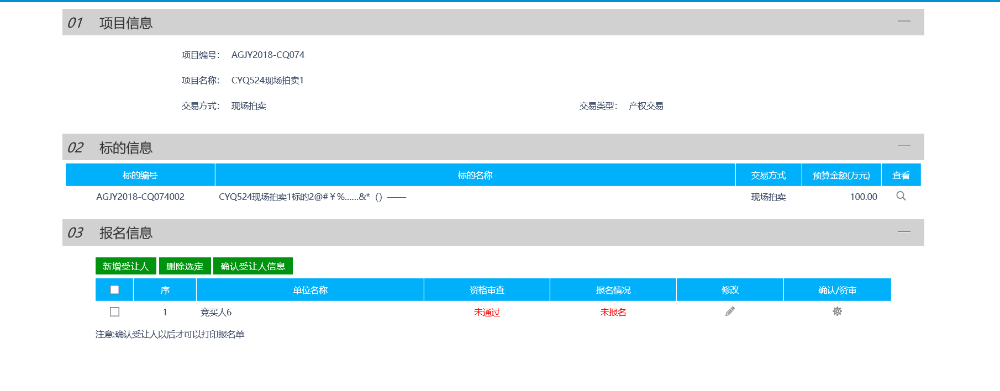 01 项目信息
项目编号： AGJY2018-CQ074
项目名称： CYQ524现场拍卖1
交易方式： 现场拍卖 交易类型： 产权交易
02 标的信息
标的编号 标的名称 交易方式 预算金额(万元) 查看
AGJY2018-CQ074002 CYQ524现场拍卖1标的2@#￥%……&*（）—— 现场拍卖 100.00
03 报名信息
新增受让人 删除选定 确认受让人信息
序 单位名称 资格审查 报名情况 修改 确认/资审
1 竞买人6 未通过 未报名
注意:确认受让人以后才可以打印报名单